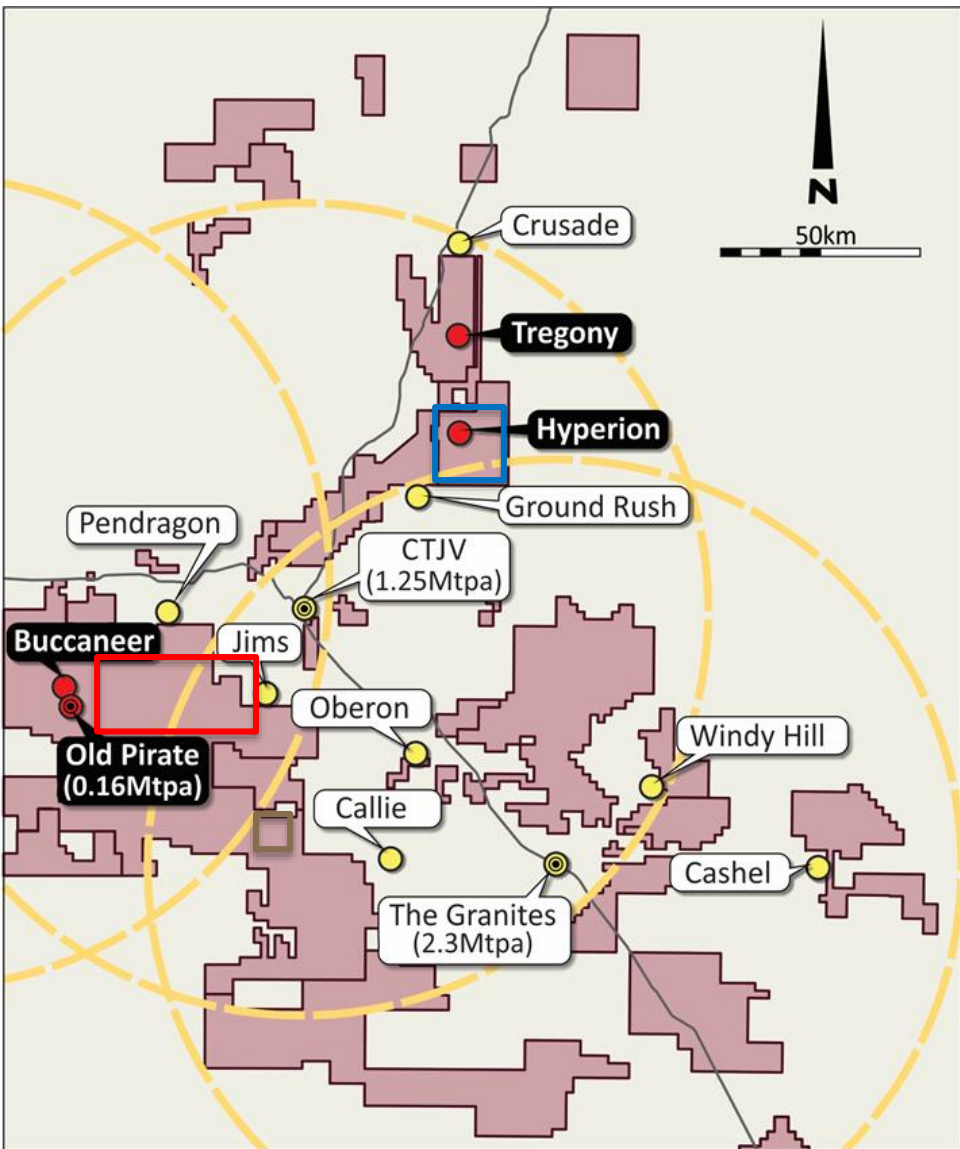 Crusade
N
50km
Tregony
Hyperion
Ground Rush
Pendragon
CTJV
(1.25Mtpa)
Buccaneer
Jims
Oberon
Old Pirate
(0.16Mtpa)
Windy Hill
Callie
Cashel
The Granites
(2.3Mtpa)